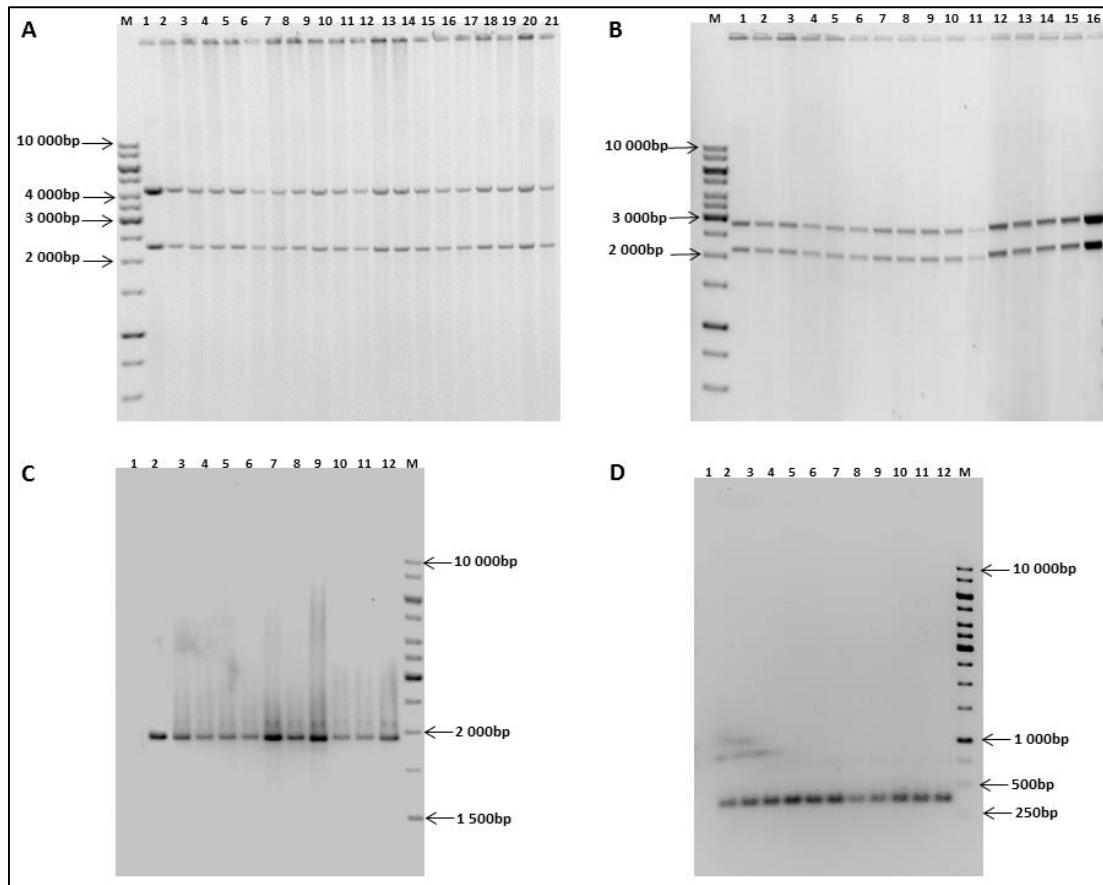 A
M 1 2 3 4 5 6 7 8 9 10 11 12 13 14 15 16 17 18 19 20 21
10 000bp
4 000bp
3 000bp
2 000bp
B
M 1 2 3 4 5 6 7 8 9 10 11 12 13 14 15 16
10 000bp
3 000bp
2 000bp
C
1 2 3 4 5 6 7 8 9 10 11 12 M
10 000bp
2 000bp
1 500bp
D
1 2 3 4 5 6 7 8 9 10 11 12 M
10 000bp
1 000bp
500bp
250bp